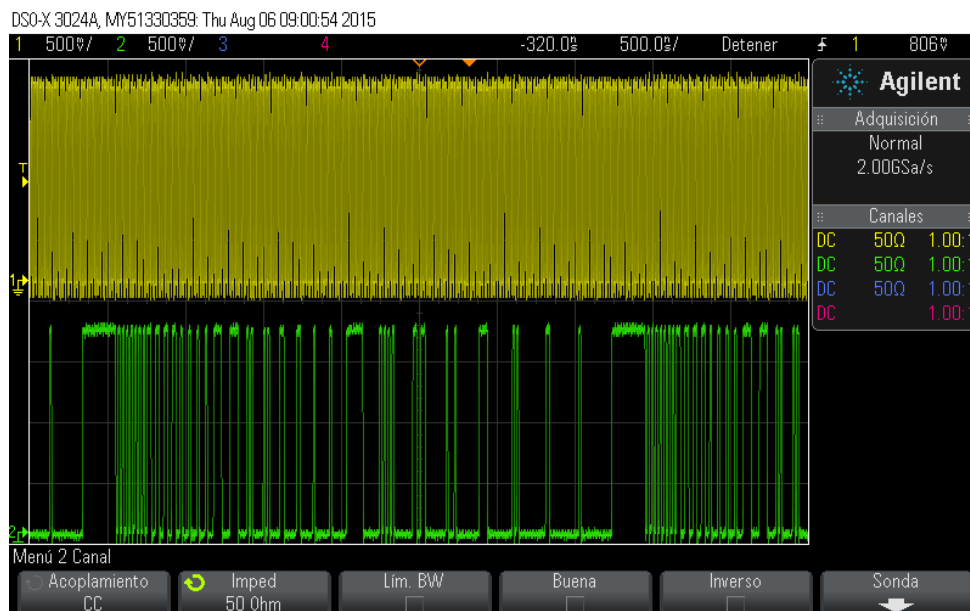 DSO-X 3024A, MY51330359: Thu Aug 06 09:00:54 2015
1 500mV/ 2 500mV/ 3 4 -320.0ns 500.0ns/ Detener 1 806mV
Agilent
Adquisición
Normal
2.00GSa/s
Canales
DC 50Ω 1.00:1
DC 50Ω 1.00:1
DC 50Ω 1.00:1
DC 1.00:1
T
1
2
Menú 2 Canal
Acoplamiento Imped Lím. BW Buena Inverso Sonda
CC 50 Ohm